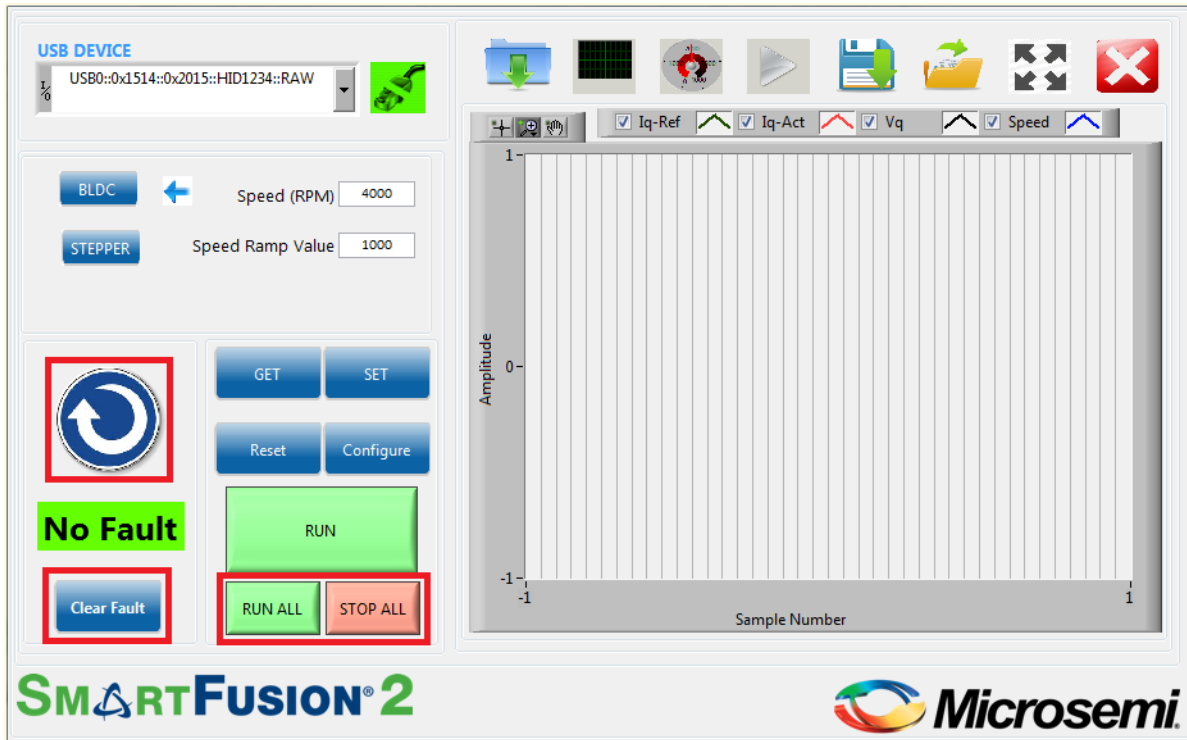 USB DEVICE
I/O
USB0::0x1514::0x2015::HID1234::RAW
BLDC
Speed (RPM) 4000
STEPPER
Speed Ramp Value 1000
GET SET
Reset Configure
No Fault
RUN
Clear Fault
RUN ALL STOP ALL
Iq-Ref Iq-Act Vq Speed
1
Amplitude
0
-1
-1 1
Sample Number
SMARTFUSION® 2
Microsemi.